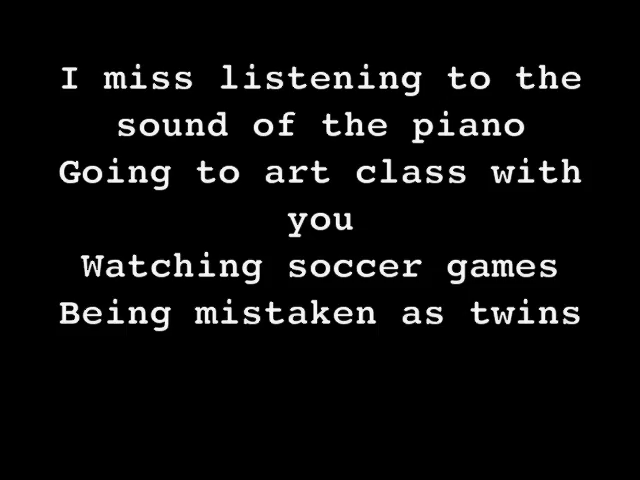 I miss listening to the
sound of the piano
Going to art class with
you
Watching soccer games
Being mistaken as twins